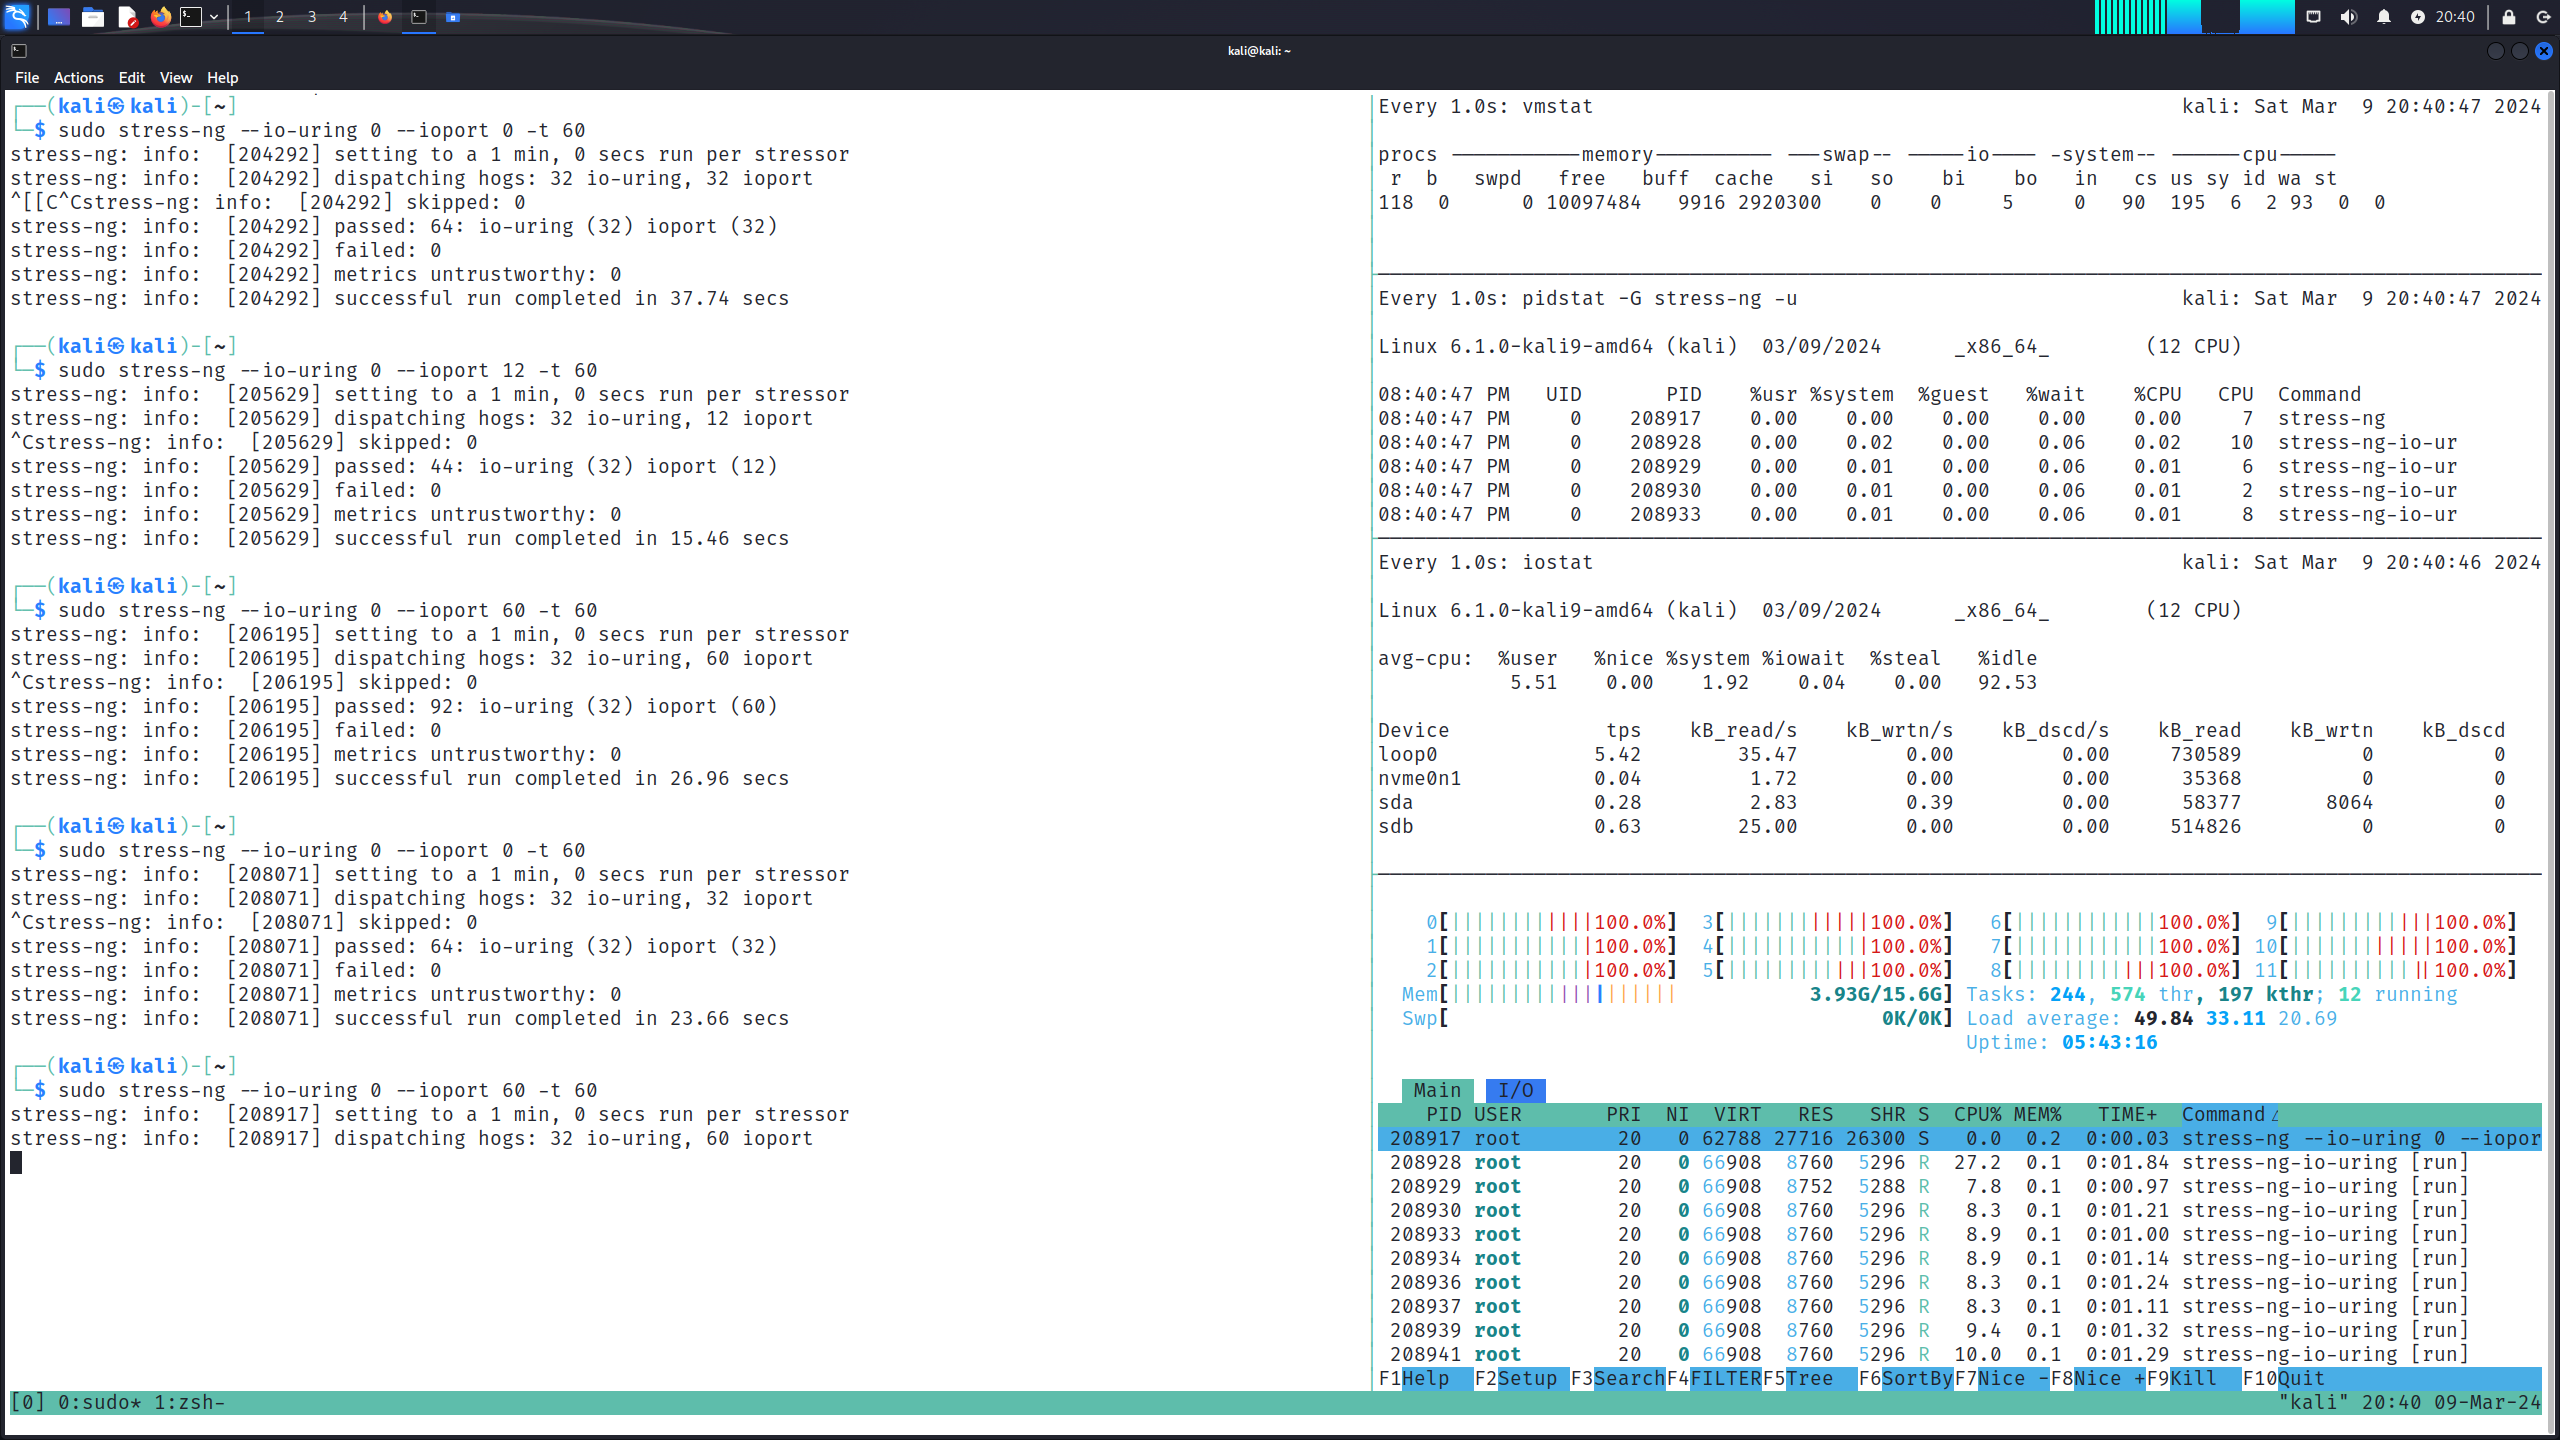 1 2 3 4
20:40
kali@kali: ~
File Actions Edit View Help
┌──(kali㉿kali)-[~]
└─$ sudo stress-ng --io-uring 0 --ioport 0 -t 60
stress-ng: info:  [204292] setting to a 1 min, 0 secs run per stressor
stress-ng: info:  [204292] dispatching hogs: 32 io-uring, 32 ioport
^[[C^Cstress-ng: info:  [204292] skipped: 0
stress-ng: info:  [204292] passed: 64: io-uring (32) ioport (32)
stress-ng: info:  [204292] failed: 0
stress-ng: info:  [204292] metrics untrustworthy: 0
stress-ng: info:  [204292] successful run completed in 37.74 secs
┌──(kali㉿kali)-[~]
└─$ sudo stress-ng --io-uring 0 --ioport 12 -t 60
stress-ng: info:  [205629] setting to a 1 min, 0 secs run per stressor
stress-ng: info:  [205629] dispatching hogs: 32 io-uring, 12 ioport
^Cstress-ng: info:  [205629] skipped: 0
stress-ng: info:  [205629] passed: 44: io-uring (32) ioport (12)
stress-ng: info:  [205629] failed: 0
stress-ng: info:  [205629] metrics untrustworthy: 0
stress-ng: info:  [205629] successful run completed in 15.46 secs
┌──(kali㉿kali)-[~]
└─$ sudo stress-ng --io-uring 0 --ioport 60 -t 60
stress-ng: info:  [206195] setting to a 1 min, 0 secs run per stressor
stress-ng: info:  [206195] dispatching hogs: 32 io-uring, 60 ioport
^Cstress-ng: info:  [206195] skipped: 0
stress-ng: info:  [206195] passed: 92: io-uring (32) ioport (60)
stress-ng: info:  [206195] failed: 0
stress-ng: info:  [206195] metrics untrustworthy: 0
stress-ng: info:  [206195] successful run completed in 26.96 secs
┌──(kali㉿kali)-[~]
└─$ sudo stress-ng --io-uring 0 --ioport 0 -t 60
stress-ng: info:  [208071] setting to a 1 min, 0 secs run per stressor
stress-ng: info:  [208071] dispatching hogs: 32 io-uring, 32 ioport
^Cstress-ng: info:  [208071] skipped: 0
stress-ng: info:  [208071] passed: 64: io-uring (32) ioport (32)
stress-ng: info:  [208071] failed: 0
stress-ng: info:  [208071] metrics untrustworthy: 0
stress-ng: info:  [208071] successful run completed in 23.66 secs
┌──(kali㉿kali)-[~]
└─$ sudo stress-ng --io-uring 0 --ioport 60 -t 60
stress-ng: info:  [208917] setting to a 1 min, 0 secs run per stressor
stress-ng: info:  [208917] dispatching hogs: 32 io-uring, 60 ioport
Every 1.0s: vmstat kali: Sat Mar  9 20:40:47 2024
procs -----------memory---------- ---swap-- -----io---- -system-- ------cpu-----
r  b   swpd   free   buff  cache   si   so    bi    bo   in   cs us sy id wa st
118  0      0 10097484   9916 2920300    0    0     5     0   90  195  6  2 93  0  0
Every 1.0s: pidstat -G stress-ng -u kali: Sat Mar  9 20:40:47 2024
Linux 6.1.0-kali9-amd64 (kali)  03/09/2024      _x86_64_        (12 CPU)
08:40:47 PM   UID       PID    %usr %system  %guest   %wait    %CPU   CPU  Command
08:40:47 PM     0    208917    0.00    0.00    0.00    0.00    0.00     7  stress-ng
08:40:47 PM     0    208928    0.00    0.02    0.00    0.06    0.02    10  stress-ng-io-ur
08:40:47 PM     0    208929    0.00    0.01    0.00    0.06    0.01     6  stress-ng-io-ur
08:40:47 PM     0    208930    0.00    0.01    0.00    0.06    0.01     2  stress-ng-io-ur
08:40:47 PM     0    208933    0.00    0.01    0.00    0.06    0.01     8  stress-ng-io-ur
Every 1.0s: iostat kali: Sat Mar  9 20:40:46 2024
Linux 6.1.0-kali9-amd64 (kali)  03/09/2024      _x86_64_        (12 CPU)
avg-cpu:  %user   %nice %system %iowait  %steal   %idle
5.51    0.00    1.92    0.04    0.00   92.53
Device             tps    kB_read/s    kB_wrtn/s    kB_dscd/s    kB_read    kB_wrtn    kB_dscd
loop0             5.42        35.47         0.00         0.00     730589          0          0
nvme0n1           0.04         1.72         0.00         0.00      35368          0          0
sda               0.28         2.83         0.39         0.00      58377       8064          0
sdb               0.63        25.00         0.00         0.00     514826          0          0
0[||||||||||||100.0%] 3[||||||||||||100.0%] 6[||||||||||||100.0%] 9[||||||||||||100.0%]
1[||||||||||||100.0%] 4[||||||||||||100.0%] 7[||||||||||||100.0%] 10[||||||||||||100.0%]
2[||||||||||||100.0%] 5[||||||||||||100.0%] 8[||||||||||||100.0%] 11[||||||||||||100.0%]
Mem[|||||||||||||||||||3.93G/15.6G] Tasks: 244, 574 thr, 197 kthr; 12 running
Swp[0K/0K] Load average: 49.84 33.11 20.69
Uptime: 05:43:16
Main I/O
PID USER       PRI  NI  VIRT   RES   SHR S  CPU% MEM%   TIME+  Command△
208917 root        20   0 62788 27716 26300 S   0.0  0.2  0:00.03 stress-ng --io-uring 0 --iopor
208928 root        20   0 66908  8760  5296 R  27.2  0.1  0:01.84 stress-ng-io-uring [run]
208929 root        20   0 66908  8752  5288 R   7.8  0.1  0:00.97 stress-ng-io-uring [run]
208930 root        20   0 66908  8760  5296 R   8.3  0.1  0:01.21 stress-ng-io-uring [run]
208933 root        20   0 66908  8760  5296 R   8.9  0.1  0:01.00 stress-ng-io-uring [run]
208934 root        20   0 66908  8760  5296 R   8.9  0.1  0:01.14 stress-ng-io-uring [run]
208936 root        20   0 66908  8760  5296 R   8.3  0.1  0:01.24 stress-ng-io-uring [run]
208937 root        20   0 66908  8760  5296 R   8.3  0.1  0:01.11 stress-ng-io-uring [run]
208939 root        20   0 66908  8760  5296 R   9.4  0.1  0:01.32 stress-ng-io-uring [run]
208941 root        20   0 66908  8760  5296 R  10.0  0.1  0:01.29 stress-ng-io-uring [run]
F1Help  F2Setup F3SearchF4FILTERF5Tree  F6SortByF7Nice -F8Nice +F9Kill  F10Quit
[0] 0:sudo* 1:zsh- "kali" 20:40 09-Mar-24